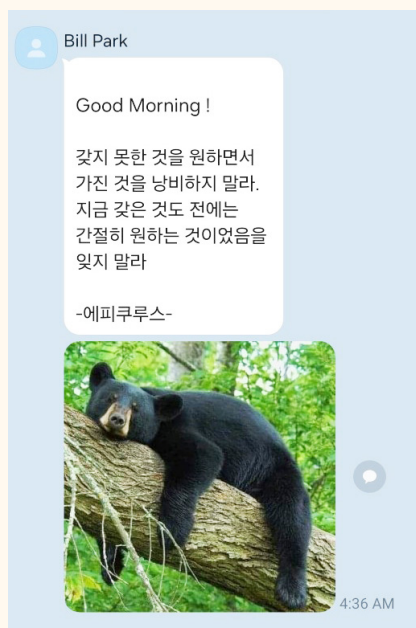 Bill Park
Good Morning !
갖지 못한 것을 원하면서
가진 것을 낭비하지 말라.
지금 갖은 것도 전에는
간절히 원하는 것이었음을
잊지 말라
-에피쿠루스-
4:36 AM